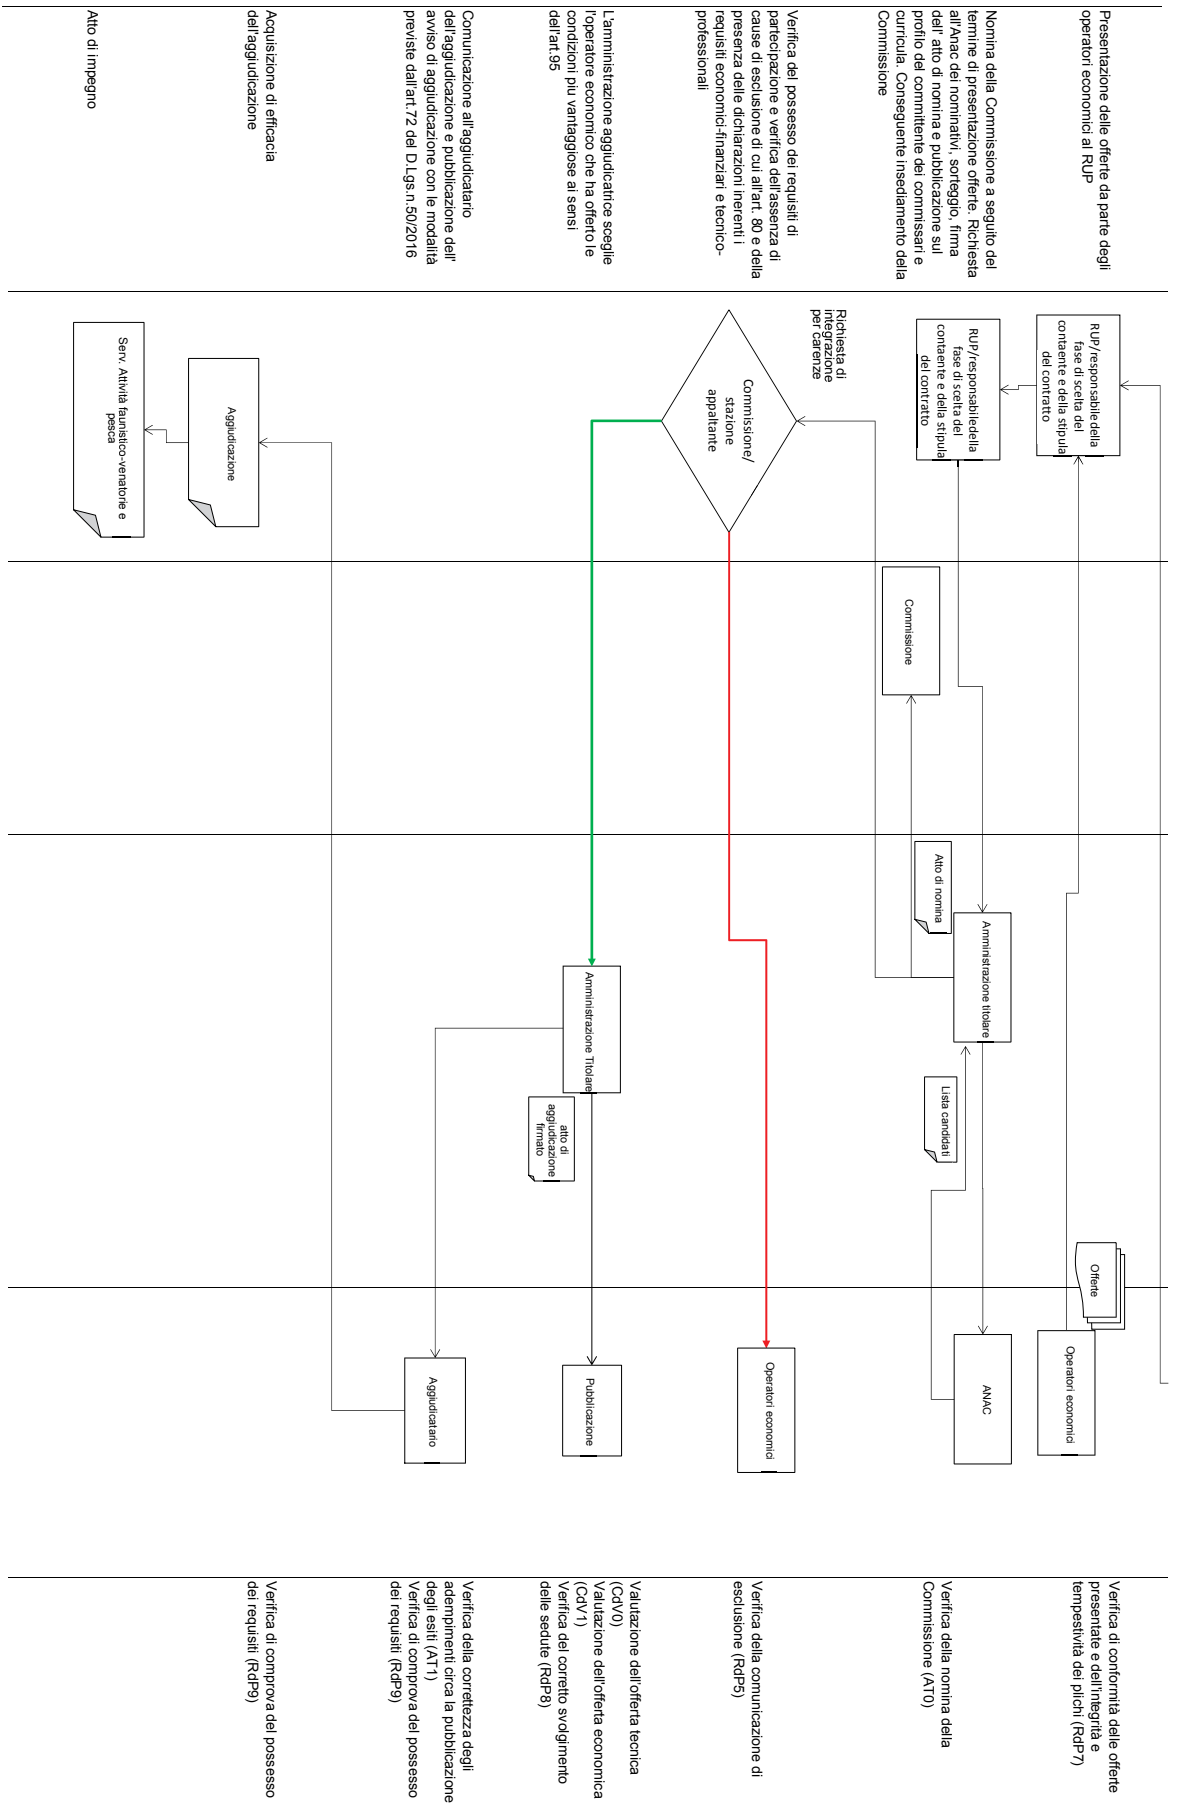 Presentazione delle offerte da parte degli
operatori economici al RUP
RUP/responsabile della
fase di scelta del
contaente e della stipula
del contratto
Offerte
Operatori economici
Verifica di conformità delle offerte
presentate e dell'integrità e
tempestività dei plichi (RdP7)
Nomina della Commissione a seguito del
termine di presentazione offerte. Richiesta
all'Anac dei nominativi, sorteggio, firma
dell' atto di nomina e pubblicazione sul
profilo del committente dei commissari e
curricula. Conseguente insediamento della
Commissione
RUP/responsabile della
fase di scelta del
contaente e della stipula
del contratto
Commissione
Atto di nomina
Amministrazione titolare
Lista candidati
ANAC
Verifica della nomina della
Commissione (AT0)
Verifica del possesso dei requisiti di
partecipazione e verifica dell'assenza di
cause di esclusione di cui all'art. 80 e della
presenza delle dichiarazioni inerenti i
requisiti economici-finanziari e tecnico-
professionali
Richiesta di
integrazione
per carenze
Commissione/
stazione
appaltante
Operatori economici
Verifica della comunicazione di
esclusione (RdP5)
L'amministrazione aggiudicatrice sceglie
l'operatore economico che ha offerto le
condizioni più vantaggiose ai sensi
dell'art.95
Amministrazione Titolare
atto di
aggiudicazione
firmato
Pubblicazione
Valutazione dell'offerta tecnica
(CdV0)
Valutazione dell'offerta economica
(CdV1)
Verifica del corretto svolgimento
delle sedute (RdP8)
Comunicazione all'aggiudicatario
dell'aggiudicazione e pubblicazione dell'
avviso di aggiudicazione con le modalità
previste dall'art.72 del D.Lgs.n.50/2016
Aggiudicatario
Verifica della correttezza degli
adempimenti circa la pubblicazione
degli esiti (AT1)
Verifica di comprova del possesso
dei requisiti (RdP9)
Acquisizione di efficacia
dell'aggiudicazione
Aggiudicazione
Verifica di comprova del possesso
dei requisiti (RdP9)
Atto di impegno
Serv. Attività faunistico-venatorie e
pesca